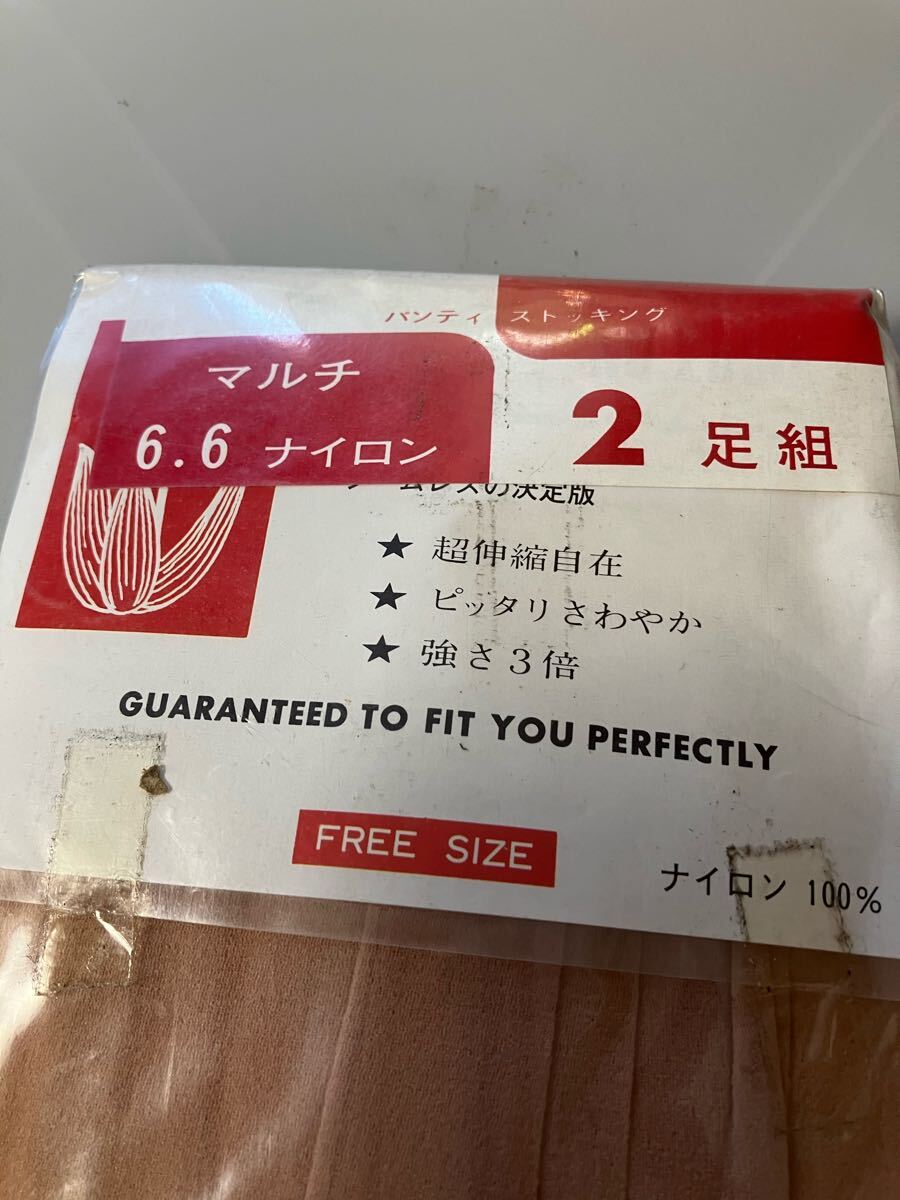 パンティ ストッキング
マルチ
6.6 ナイロン
2 足組
シームレスの決定版
★ 超伸縮自在
★ ピッタリさわやか
★ 強さ3倍
GUARANTEED TO FIT YOU PERFECTLY
FREE SIZE
ナイロン 100%